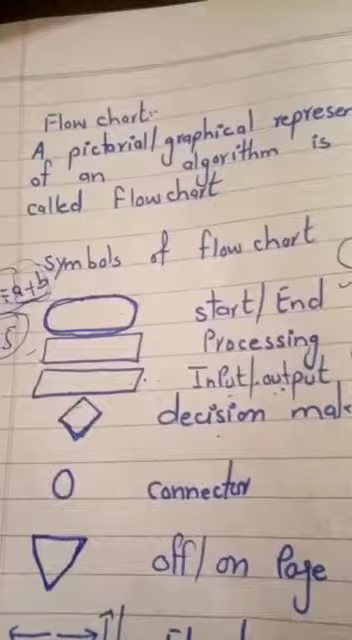 Flow chart:-
A pictorial/graphical represen
of an algorithm is
called flowchart
symbols of flow chart
=a+b
start/End
5
Processing
Input/output
decision mak
connector
off/on Page